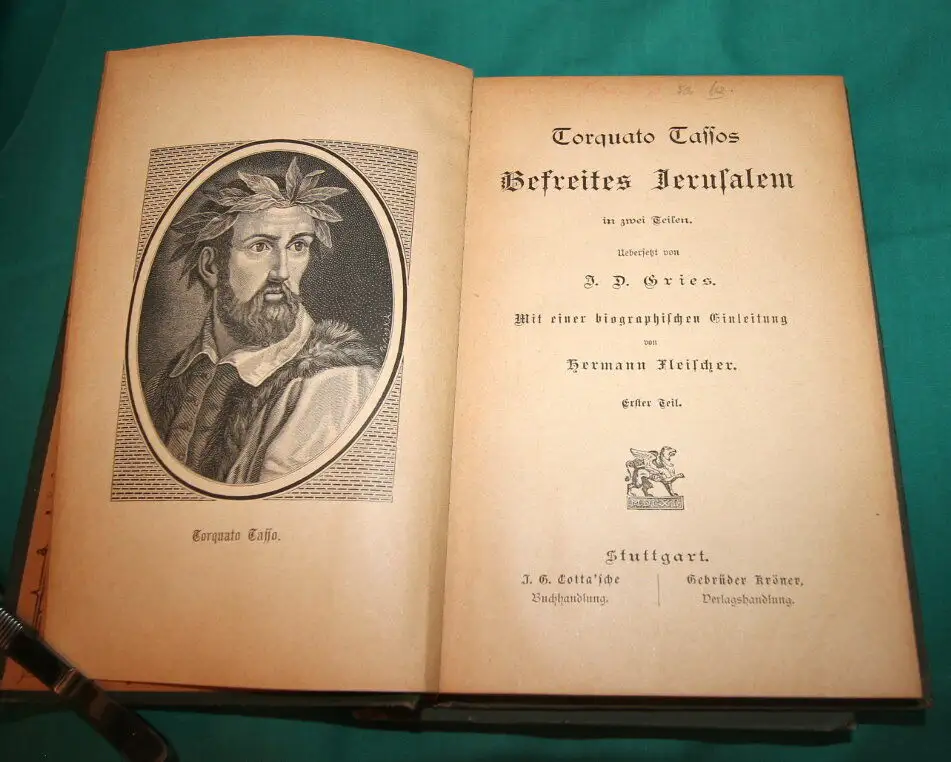 Torquato Tasso.
Torquato Tassos
Befreites Jerusalem
in zwei Teilen.
Uebersetzt von
J. D. Gries.
Mit einer biographischen Einleitung
von
Hermann Fleischer.
Erster Teil.
Stuttgart.
J. G. Cotta'sche
Buchhandlung.
Gebrüder Kröner,
Verlagshandlung.